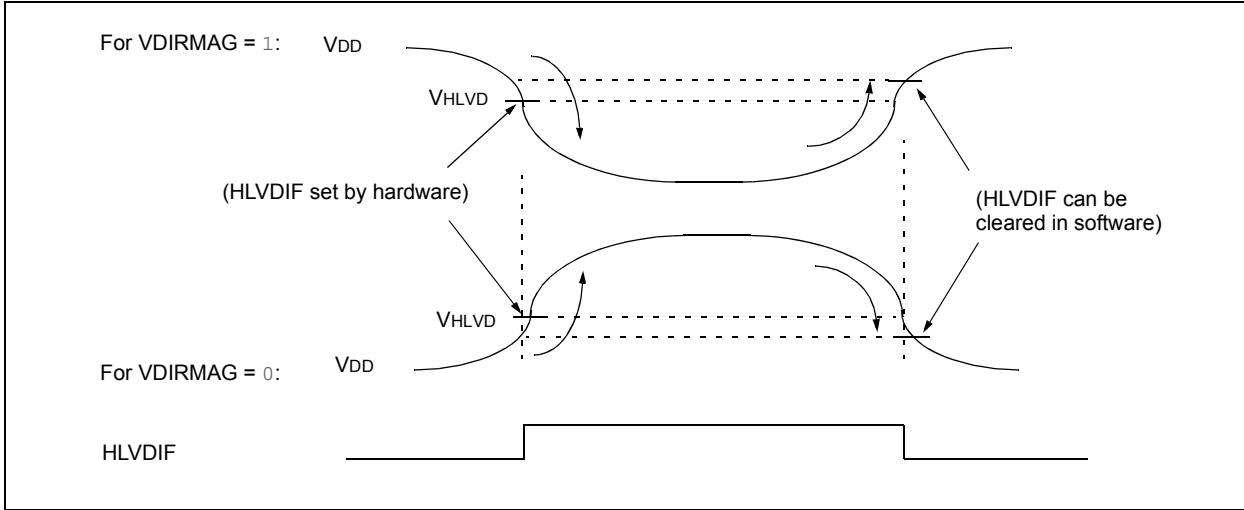 For VDIRMAG = 1: VDD
VHLVD
(HLVDIF set by hardware)
(HLVDIF can be
cleared in software)
VHLVD
For VDIRMAG = 0: VDD
HLVDIF